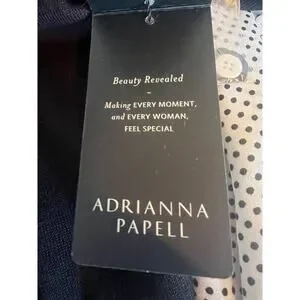 Beauty Revealed
–
Making EVERY MOMENT,
and EVERY WOMAN,
FEEL SPECIAL
ADRIANNA
PAPELL